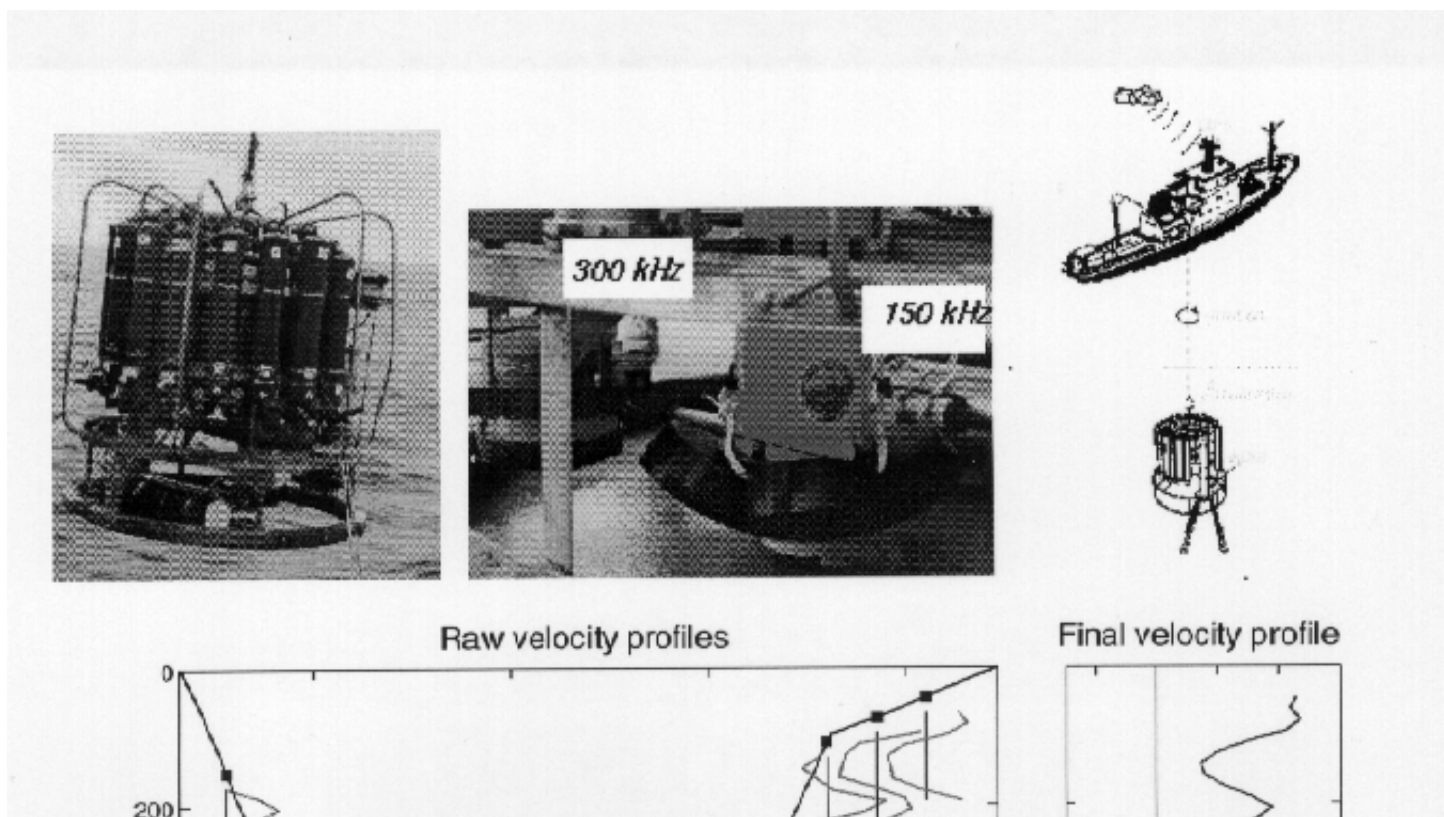 300 kHz
150 kHz
Raw velocity profiles
Final velocity profile
0
200